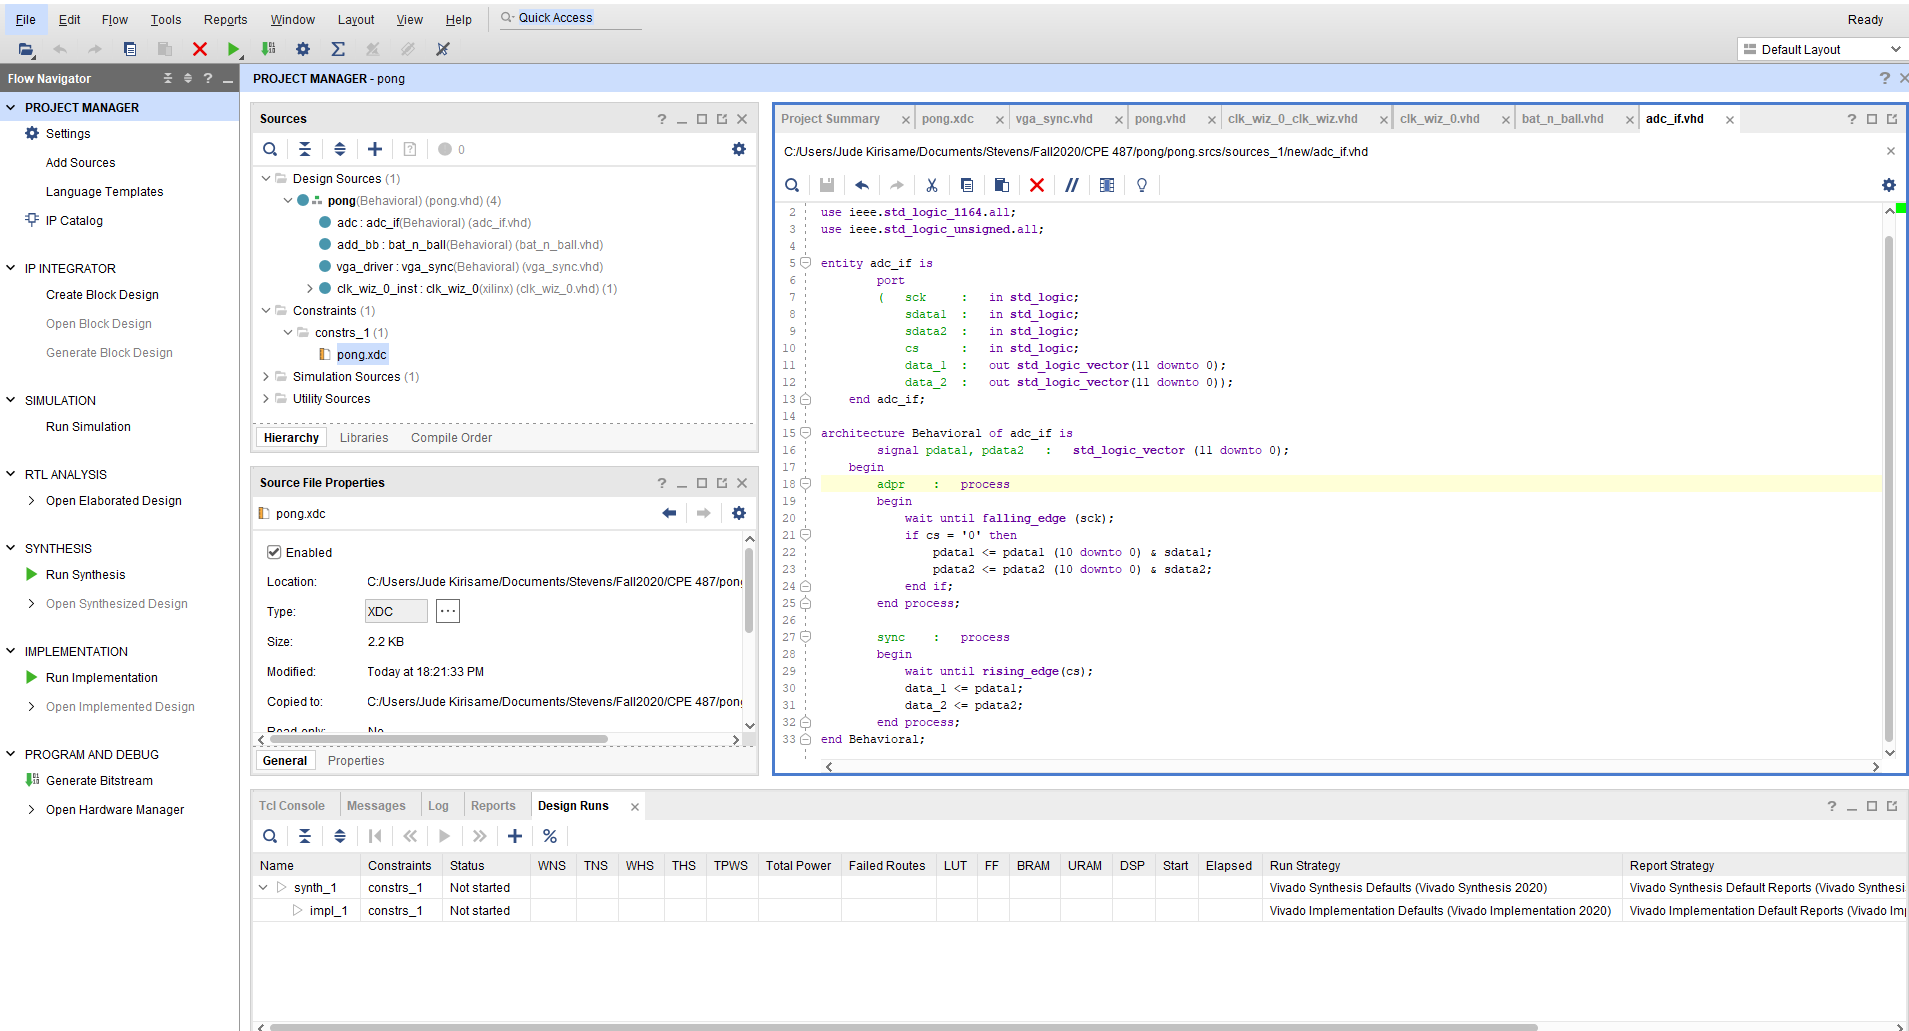 File Edit Flow Tools Reports Window Layout View Help Quick Access Ready
Default Layout
Flow Navigator
PROJECT MANAGER
Settings
Add Sources
Language Templates
IP Catalog
IP INTEGRATOR
Create Block Design
Open Block Design
Generate Block Design
SIMULATION
Run Simulation
RTL ANALYSIS
Open Elaborated Design
SYNTHESIS
Run Synthesis
Open Synthesized Design
IMPLEMENTATION
Run Implementation
Open Implemented Design
PROGRAM AND DEBUG
Generate Bitstream
Open Hardware Manager
PROJECT MANAGER - pong
Sources
0
Design Sources (1)
pong(Behavioral) (pong.vhd) (4)
adc : adc_if(Behavioral) (adc_if.vhd)
add_bb : bat_n_ball(Behavioral) (bat_n_ball.vhd)
vga_driver : vga_sync(Behavioral) (vga_sync.vhd)
clk_wiz_0_inst : clk_wiz_0(xilinx) (clk_wiz_0.vhd) (1)
Constraints (1)
constrs_1 (1)
pong.xdc
Simulation Sources (1)
Utility Sources
Hierarchy Libraries Compile Order
Source File Properties
pong.xdc
Enabled
Location: C:/Users/Jude Kirisame/Documents/Stevens/Fall2020/CPE 487/pong
Type: XDC ...
Size: 2.2 KB
Modified: Today at 18:21:33 PM
Copied to: C:/Users/Jude Kirisame/Documents/Stevens/Fall2020/CPE 487/pong
Read-only: No
General Properties
Project Summary pong.xdc vga_sync.vhd pong.vhd clk_wiz_0_clk_wiz.vhd clk_wiz_0.vhd bat_n_ball.vhd adc_if.vhd
C:/Users/Jude Kirisame/Documents/Stevens/Fall2020/CPE 487/pong/pong.srcs/sources_1/new/adc_if.vhd
2 use ieee.std_logic_1164.all;
3 use ieee.std_logic_unsigned.all;
4
5 entity adc_if is
6 port
7 ( sck : in std_logic;
8 sdata1 : in std_logic;
9 sdata2 : in std_logic;
10 cs : in std_logic;
11 data_1 : out std_logic_vector(11 downto 0);
12 data_2 : out std_logic_vector(11 downto 0));
13 end adc_if;
14
15 architecture Behavioral of adc_if is
16 signal pdata1, pdata2 : std_logic_vector (11 downto 0);
17 begin
18 adpr : process
19 begin
20 wait until falling_edge (sck);
21 if cs = '0' then
22 pdata1 <= pdata1 (10 downto 0) & sdata1;
23 pdata2 <= pdata2 (10 downto 0) & sdata2;
24 end if;
25 end process;
26
27 sync : process
28 begin
29 wait until rising_edge(cs);
30 data_1 <= pdata1;
31 data_2 <= pdata2;
32 end process;
33 end Behavioral;
Tcl Console Messages Log Reports Design Runs
Name Constraints Status WNS TNS WHS THS TPWS Total Power Failed Routes LUT FF BRAM URAM DSP Start Elapsed Run Strategy Report Strategy
synth_1 constrs_1 Not started Vivado Synthesis Defaults (Vivado Synthesis 2020) Vivado Synthesis Default Reports (Vivado Synthesi
impl_1 constrs_1 Not started Vivado Implementation Defaults (Vivado Implementation 2020) Vivado Implementation Default Reports (Vivado Imp